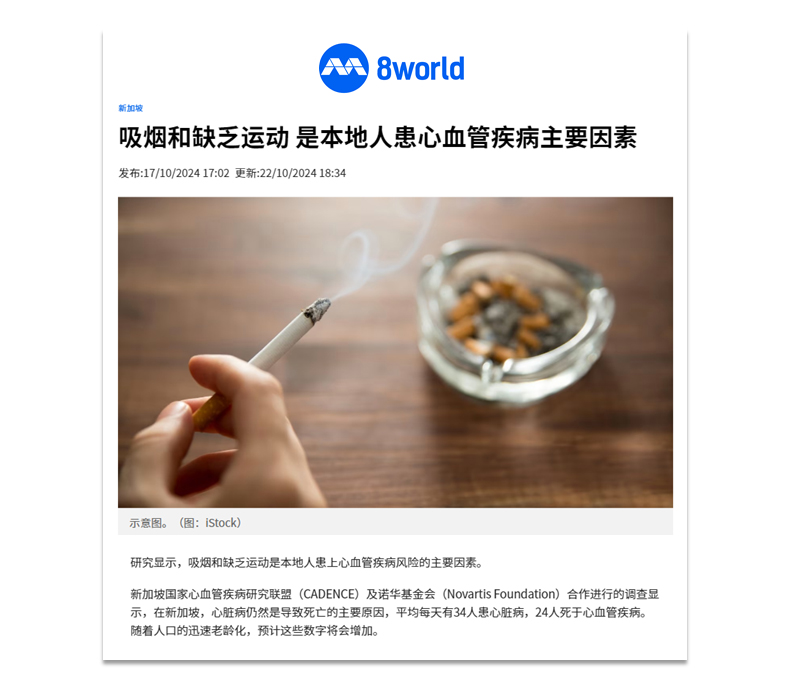 8world
新加坡
吸烟和缺乏运动 是本地人患心血管疾病主要因素
发布:17/10/2024 17:02 更新:22/10/2024 18:34
示意图。（图：iStock）
研究显示，吸烟和缺乏运动是本地人患上心血管疾病风险的主要因素。
新加坡国家心血管疾病研究联盟（CADENCE）及诺华基金会（Novartis Foundation）合作进行的调查显
示，在新加坡，心脏病仍然是导致死亡的主要原因，平均每天有34人患心脏病，24人死于心血管疾病。
随着人口的迅速老龄化，预计这些数字将会增加。